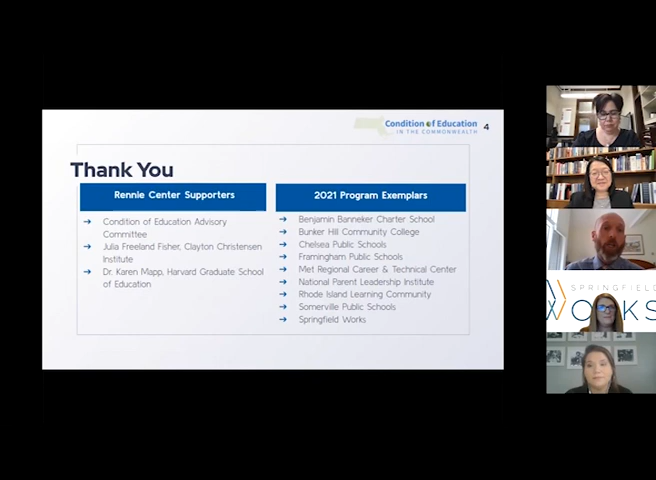 Condition of Education
IN THE COMMONWEALTH
4
Thank You
Rennie Center Supporters
➔ Condition of Education Advisory
Committee
➔ Julia Freeland Fisher, Clayton Christensen
Institute
➔ Dr. Karen Mapp, Harvard Graduate School
of Education
2021 Program Exemplars
➔ Benjamin Banneker Charter School
➔ Bunker Hill Community College
➔ Chelsea Public Schools
➔ Framingham Public Schools
➔ Met Regional Career & Technical Center
➔ National Parent Leadership Institute
➔ Rhode Island Learning Community
➔ Somerville Public Schools
➔ Springfield Works
SPRINGFIELD